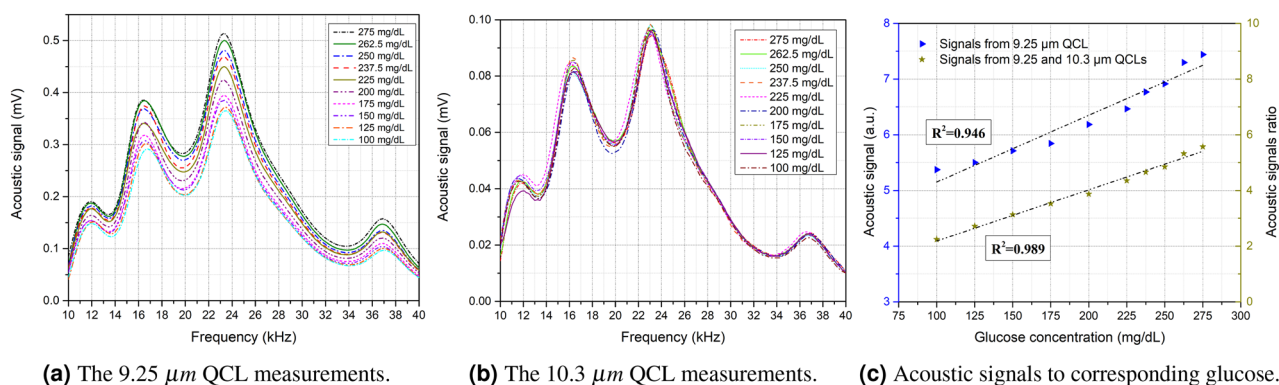 0.5
0.4
0.3
0.2
0.1
0.0
Acoustic signal (mV)
275 mg/dL
262.5 mg/dL
250 mg/dL
237.5 mg/dL
225 mg/dL
200 mg/dL
175 mg/dL
150 mg/dL
125 mg/dL
100 mg/dL
10 12 14 16 18 20 22 24 26 28 30 32 34 36 38 40
Frequency (kHz)
(a) The 9.25 μm QCL measurements.
0.10
0.08
0.06
0.04
0.02
0.00
Acoustic signal (mV)
275 mg/dL
262.5 mg/dL
250 mg/dL
237.5 mg/dL
225 mg/dL
200 mg/dL
175 mg/dL
150 mg/dL
125 mg/dL
100 mg/dL
10 12 14 16 18 20 22 24 26 28 30 32 34 36 38 40
Frequency (kHz)
(b) The 10.3 μm QCL measurements.
8
7
6
5
4
3
Acoustic signal (a.u.)
Signals from 9.25 μm QCL
Signals from 9.25 and 10.3 μm QCLs
R²=0.946
R²=0.989
10
8
6
4
2
0
Acoustic signals ratio
75 100 125 150 175 200 225 250 275 300
Glucose concentration (mg/dL)
(c) Acoustic signals to corresponding glucose.